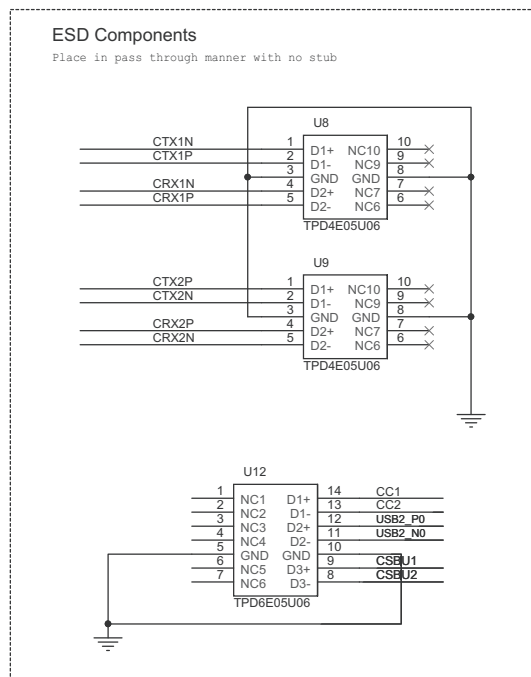 ESD Components
Place in pass through manner with no stub
U8
CTX1N 1 D1+ NC10 10
CTX1P 2 D1- NC9 9
3 GND GND 8
CRX1N 4 D2+ NC7 7
CRX1P 5 D2- NC6 6
TPD4E05U06
U9
CTX2P 1 D1+ NC10 10
CTX2N 2 D1- NC9 9
3 GND GND 8
CRX2P 4 D2+ NC7 7
CRX2N 5 D2- NC6 6
TPD4E05U06
U12
1 NC1 D1+ 14 CC1
2 NC2 D1- 13 CC2
3 NC3 D2+ 12 USB2_P0
4 NC4 D2- 11 USB2_N0
5 GND GND 10
6 NC5 D3+ 9 CSBU1
7 NC6 D3- 8 CSBU2
TPD6E05U06